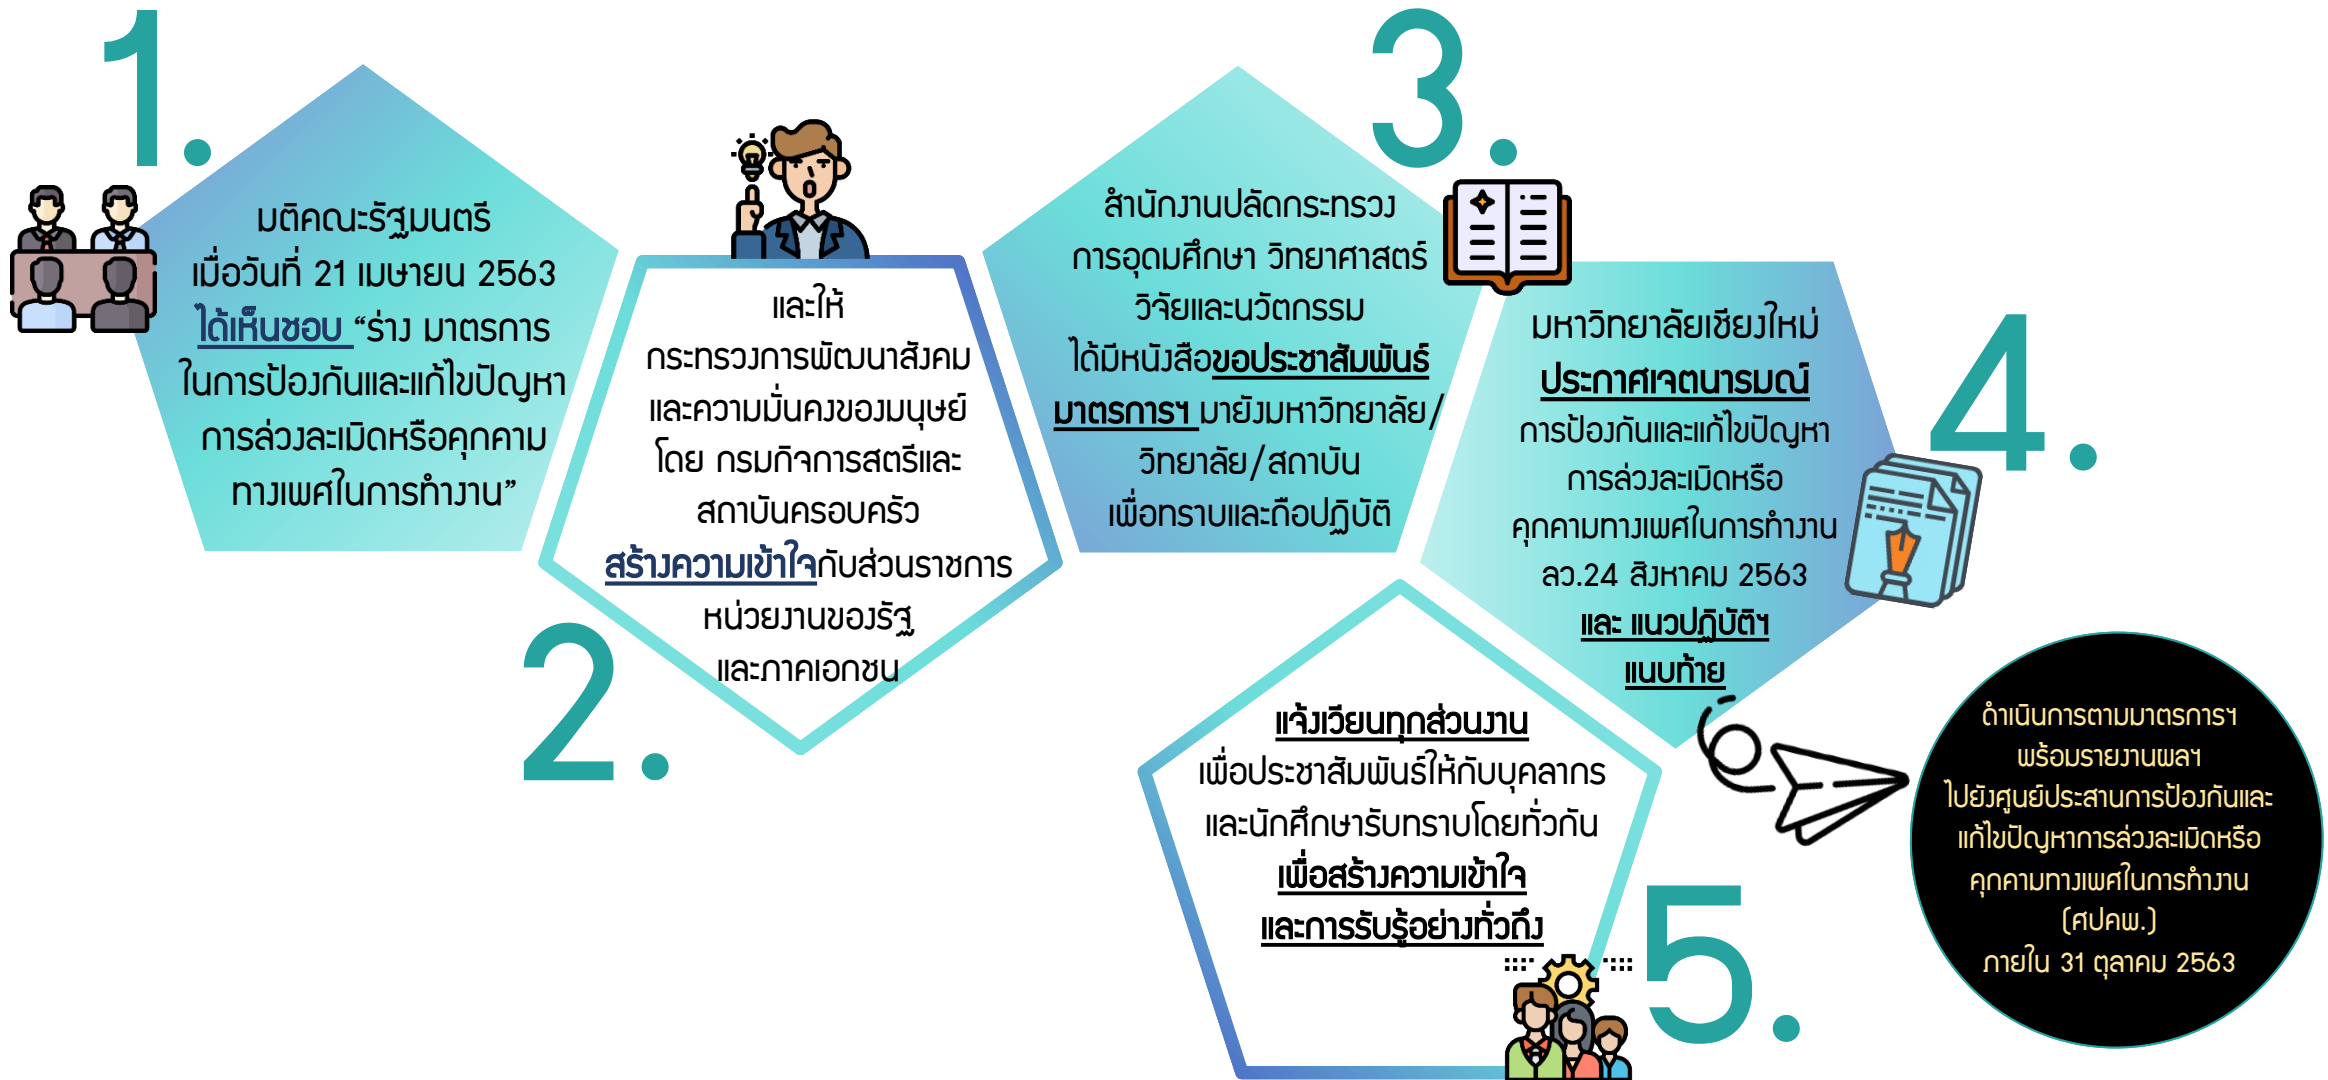 1.
มติคณะรัฐมนตรี
เมื่อวันที่ 21 เมษายน 2563
ได้เห็นชอบ “ร่าง มาตรการ
ในการป้องกันและแก้ไขปัญหา
การล่วงละเมิดหรือคุกคาม
ทางเพศในการทำงาน”
2.
และให้
กระทรวงการพัฒนาสังคม
และความมั่นคงของมนุษย์
โดย กรมกิจการสตรีและ
สถาบันครอบครัว
สร้างความเข้าใจกับส่วนราชการ
หน่วยงานของรัฐ
และภาคเอกชน
3.
สำนักงานปลัดกระทรวง
การอุดมศึกษา วิทยาศาสตร์
วิจัยและนวัตกรรม
ได้มีหนังสือขอประชาสัมพันธ์
มาตรการฯ มายังมหาวิทยาลัย/
วิทยาลัย/สถาบัน
เพื่อทราบและถือปฏิบัติ
4.
มหาวิทยาลัยเชียงใหม่
ประกาศเจตนารมณ์
การป้องกันและแก้ไขปัญหา
การล่วงละเมิดหรือ
คุกคามทางเพศในการทำงาน
ลว.24 สิงหาคม 2563
และ แนวปฏิบัติฯ
แนบท้าย
5.
แจ้งเวียนทุกส่วนงาน
เพื่อประชาสัมพันธ์ให้กับบุคลากร
และนักศึกษารับทราบโดยทั่วกัน
เพื่อสร้างความเข้าใจ
และการรับรู้อย่างทั่วถึง
ดำเนินการตามมาตรการฯ
พร้อมรายงานผลฯ
ไปยังศูนย์ประสานการป้องกันและ
แก้ไขปัญหาการล่วงละเมิดหรือ
คุกคามทางเพศในการทำงาน
(ศปคพ.)
ภายใน 31 ตุลาคม 2563